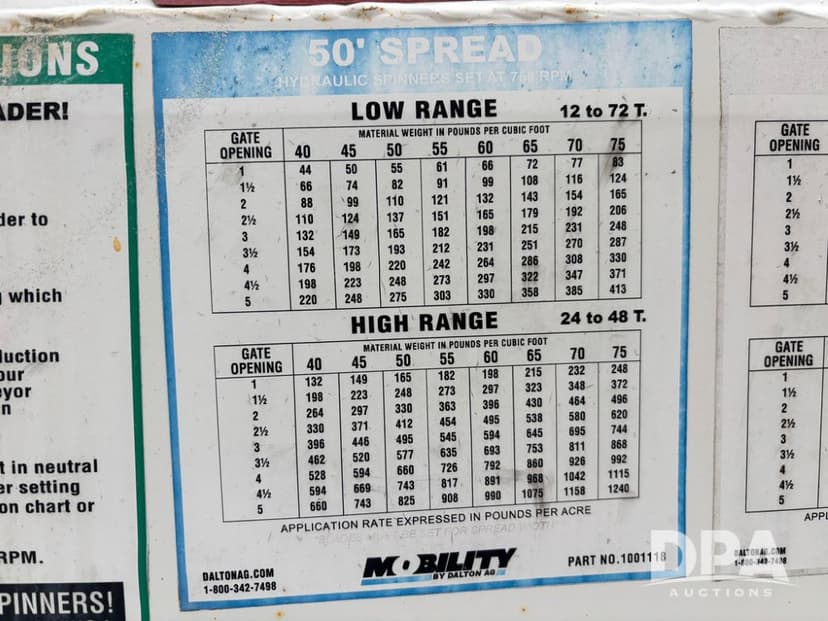 IONS
ADER!
der to
which
duction
our
eyor
n
t in neutral
er setting
on chart or
RPM.
PINNERS!
50' SPREAD
HYDRAULIC SPINNERS SET AT 750 RPM
LOW RANGE 12 to 72 T.
GATE OPENING MATERIAL WEIGHT IN POUNDS PER CUBIC FOOT
40 45 50 55 60 65 70 75
1 44 50 55 61 66 72 77 83
1½ 66 74 82 91 99 108 116 124
2 88 99 110 121 132 143 154 165
2½ 110 124 137 151 165 179 192 206
3 132 149 165 182 198 215 231 248
3½ 154 173 193 212 231 251 270 287
4 176 198 220 242 264 286 308 330
4½ 198 223 248 273 297 322 347 371
5 220 248 275 303 330 358 385 413
HIGH RANGE 24 to 48 T.
GATE OPENING MATERIAL WEIGHT IN POUNDS PER CUBIC FOOT
40 45 50 55 60 65 70 75
1 132 149 165 182 198 215 232 248
1½ 198 223 248 273 297 323 348 372
2 264 297 330 363 396 430 464 496
2½ 330 371 412 454 495 538 580 620
3 396 446 495 545 594 645 695 744
3½ 462 520 577 635 693 753 811 868
4 528 594 660 726 792 860 926 992
4½ 594 669 743 817 891 968 1042 1115
5 660 743 825 908 990 1075 1158 1240
APPLICATION RATE EXPRESSED IN POUNDS PER ACRE
DALTONAG.COM
1-800-342-7498
MOBILITY
BY DALTON AG
PART NO.1001118
GATE
OPENING
1
1½
2
2½
3
3½
4
4½
5
GATE
OPENING
1
1½
2
2½
3
3½
4
4½
5
APPL
DALTONAG.COM
1-800-342-7498
DPA
AUCTIONS